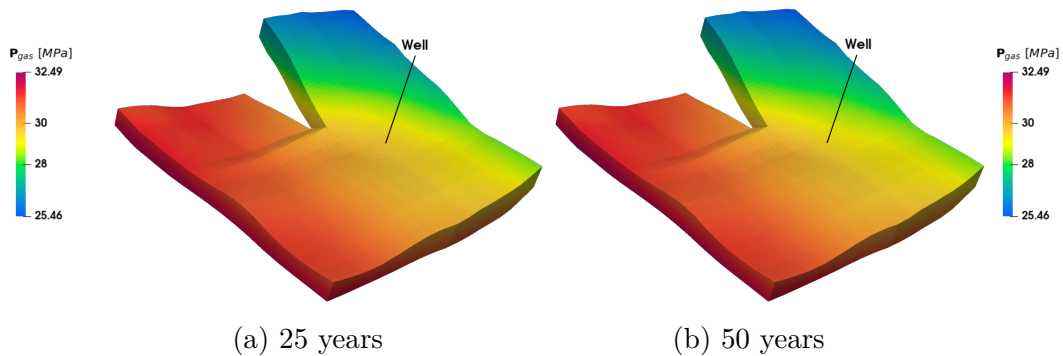 P_gas [MPa]
32.49
30
28
25.46
Well
(a) 25 years
Well
P_gas [MPa]
32.49
30
28
25.46
(b) 50 years